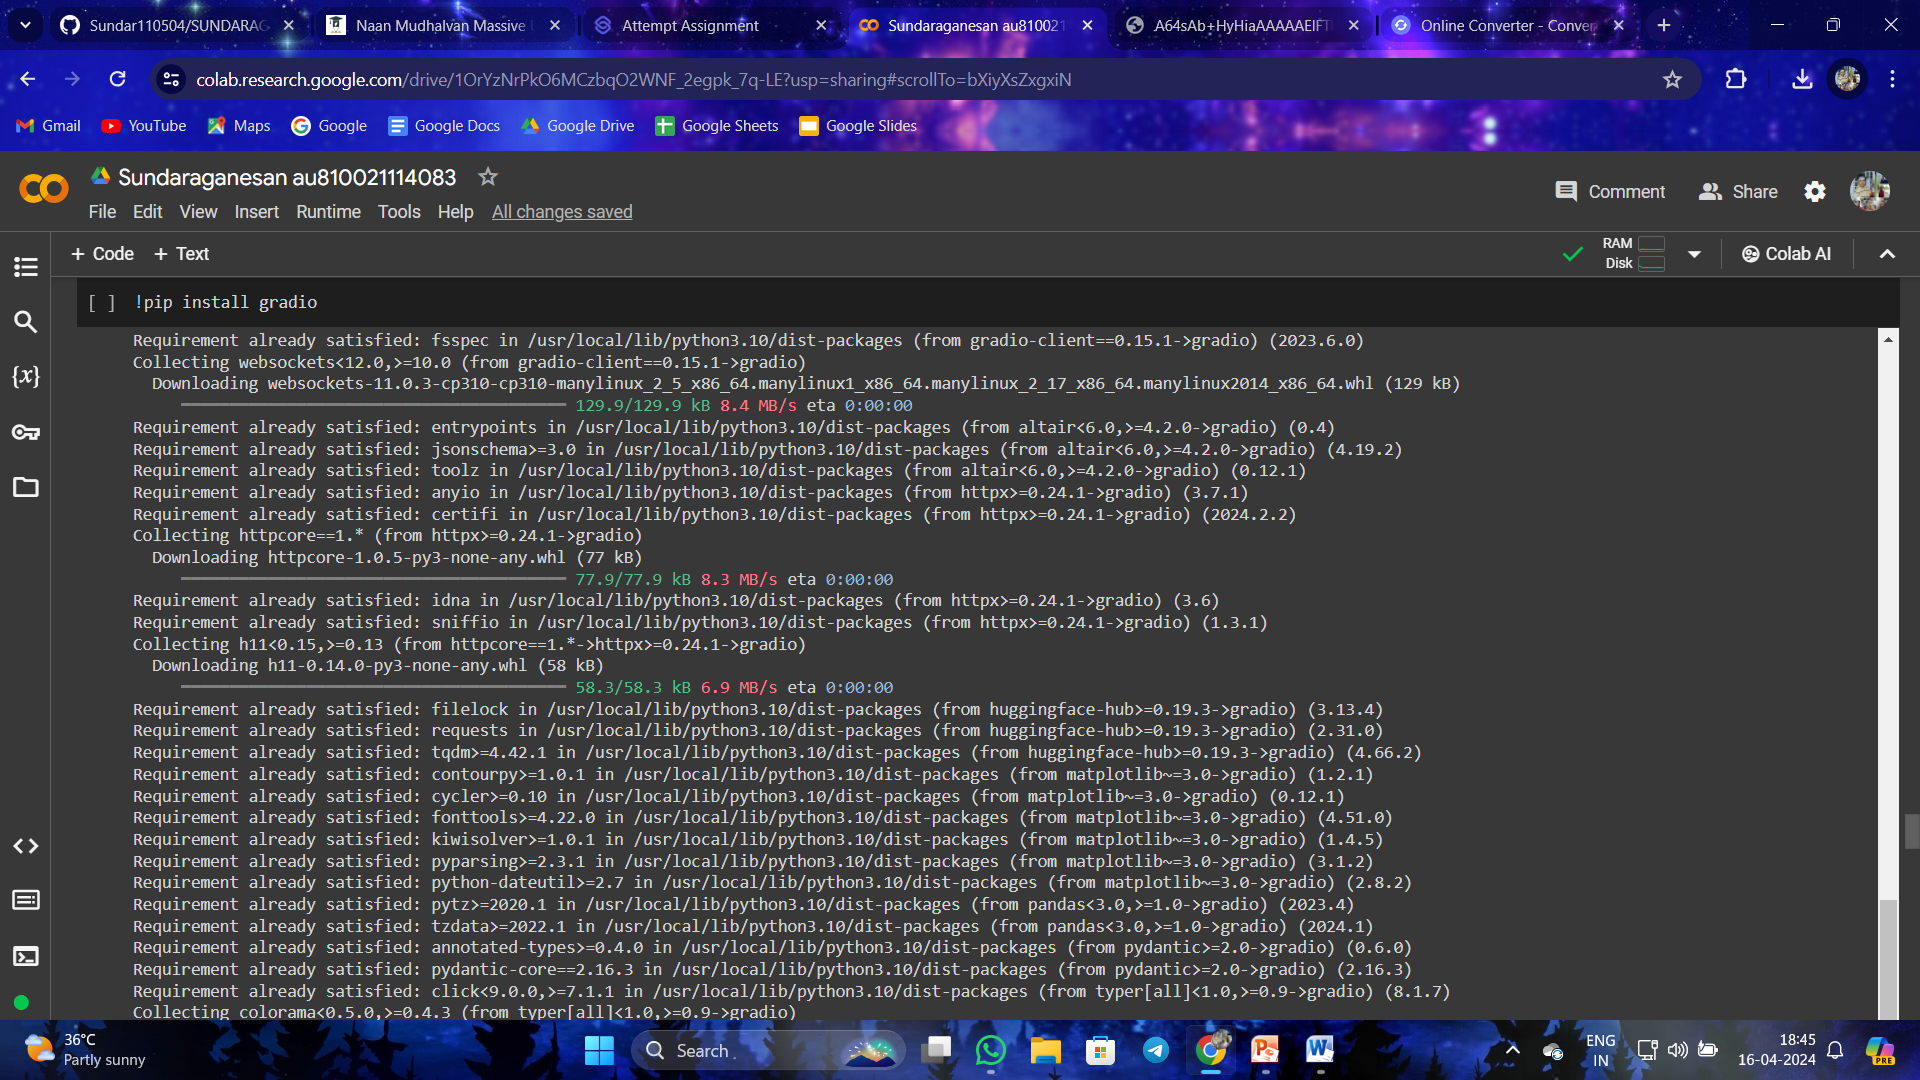 Sundar110504/SUNDARAG
Naan Mudhalvan Massive
Attempt Assignment
Sundaraganesan au810021
A64sAb+HyHiaAAAAAElFT
Online Converter - Conver
colab.research.google.com/drive/1OrYzNrPkO6MCzbqO2WNF_2egpk_7q-LE?usp=sharing#scrollTo=bXiyXsZxgxiN
Gmail YouTube Maps Google Google Docs Google Drive Google Sheets Google Slides
Sundaraganesan au810021114083
Comment Share
File Edit View Insert Runtime Tools Help All changes saved
+ Code + Text
RAM
Disk
Colab AI
[ ] !pip install gradio
Requirement already satisfied: fsspec in /usr/local/lib/python3.10/dist-packages (from gradio-client==0.15.1->gradio) (2023.6.0)
Collecting websockets<12.0,>=10.0 (from gradio-client==0.15.1->gradio)
Downloading websockets-11.0.3-cp310-cp310-manylinux_2_5_x86_64.manylinux1_x86_64.manylinux_2_17_x86_64.manylinux2014_x86_64.whl (129 kB)
129.9/129.9 kB 8.4 MB/s eta 0:00:00
Requirement already satisfied: entrypoints in /usr/local/lib/python3.10/dist-packages (from altair<6.0,>=4.2.0->gradio) (0.4)
Requirement already satisfied: jsonschema>=3.0 in /usr/local/lib/python3.10/dist-packages (from altair<6.0,>=4.2.0->gradio) (4.19.2)
Requirement already satisfied: toolz in /usr/local/lib/python3.10/dist-packages (from altair<6.0,>=4.2.0->gradio) (0.12.1)
Requirement already satisfied: anyio in /usr/local/lib/python3.10/dist-packages (from httpx>=0.24.1->gradio) (3.7.1)
Requirement already satisfied: certifi in /usr/local/lib/python3.10/dist-packages (from httpx>=0.24.1->gradio) (2024.2.2)
Collecting httpcore==1.* (from httpx>=0.24.1->gradio)
Downloading httpcore-1.0.5-py3-none-any.whl (77 kB)
77.9/77.9 kB 8.3 MB/s eta 0:00:00
Requirement already satisfied: idna in /usr/local/lib/python3.10/dist-packages (from httpx>=0.24.1->gradio) (3.6)
Requirement already satisfied: sniffio in /usr/local/lib/python3.10/dist-packages (from httpx>=0.24.1->gradio) (1.3.1)
Collecting h11<0.15,>=0.13 (from httpcore==1.*->httpx>=0.24.1->gradio)
Downloading h11-0.14.0-py3-none-any.whl (58 kB)
58.3/58.3 kB 6.9 MB/s eta 0:00:00
Requirement already satisfied: filelock in /usr/local/lib/python3.10/dist-packages (from huggingface-hub>=0.19.3->gradio) (3.13.4)
Requirement already satisfied: requests in /usr/local/lib/python3.10/dist-packages (from huggingface-hub>=0.19.3->gradio) (2.31.0)
Requirement already satisfied: tqdm>=4.42.1 in /usr/local/lib/python3.10/dist-packages (from huggingface-hub>=0.19.3->gradio) (4.66.2)
Requirement already satisfied: contourpy>=1.0.1 in /usr/local/lib/python3.10/dist-packages (from matplotlib~=3.0->gradio) (1.2.1)
Requirement already satisfied: cycler>=0.10 in /usr/local/lib/python3.10/dist-packages (from matplotlib~=3.0->gradio) (0.12.1)
Requirement already satisfied: fonttools>=4.22.0 in /usr/local/lib/python3.10/dist-packages (from matplotlib~=3.0->gradio) (4.51.0)
Requirement already satisfied: kiwisolver>=1.0.1 in /usr/local/lib/python3.10/dist-packages (from matplotlib~=3.0->gradio) (1.4.5)
Requirement already satisfied: pyparsing>=2.3.1 in /usr/local/lib/python3.10/dist-packages (from matplotlib~=3.0->gradio) (3.1.2)
Requirement already satisfied: python-dateutil>=2.7 in /usr/local/lib/python3.10/dist-packages (from matplotlib~=3.0->gradio) (2.8.2)
Requirement already satisfied: pytz>=2020.1 in /usr/local/lib/python3.10/dist-packages (from pandas<3.0,>=1.0->gradio) (2023.4)
Requirement already satisfied: tzdata>=2022.1 in /usr/local/lib/python3.10/dist-packages (from pandas<3.0,>=1.0->gradio) (2024.1)
Requirement already satisfied: annotated-types>=0.4.0 in /usr/local/lib/python3.10/dist-packages (from pydantic>=2.0->gradio) (0.6.0)
Requirement already satisfied: pydantic-core==2.16.3 in /usr/local/lib/python3.10/dist-packages (from pydantic>=2.0->gradio) (2.16.3)
Requirement already satisfied: click<9.0.0,>=7.1.1 in /usr/local/lib/python3.10/dist-packages (from typer[all]<1.0,>=0.9->gradio) (8.1.7)
Collecting colorama<0.5.0,>=0.4.3 (from typer[all]<1.0,>=0.9->gradio)
36°C
Partly sunny
Search
ENG
IN
18:45
16-04-2024
PRE